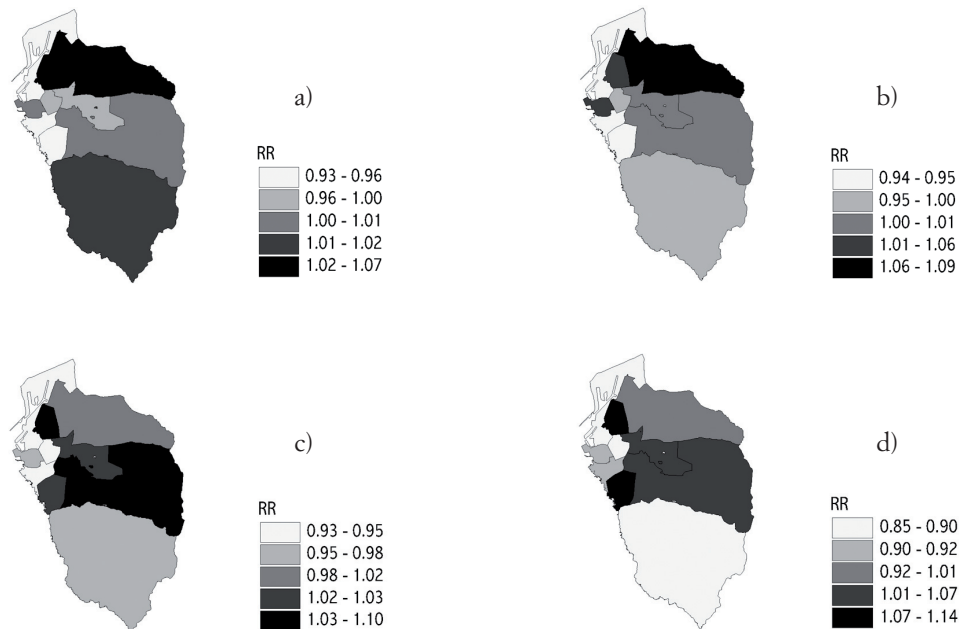 a)
RR
0.93 - 0.96
0.96 - 1.00
1.00 - 1.01
1.01 - 1.02
1.02 - 1.07
b)
RR
0.94 - 0.95
0.95 - 1.00
1.00 - 1.01
1.01 - 1.06
1.06 - 1.09
c)
RR
0.93 - 0.95
0.95 - 0.98
0.98 - 1.02
1.02 - 1.03
1.03 - 1.10
d)
RR
0.85 - 0.90
0.90 - 0.92
0.92 - 1.01
1.01 - 1.07
1.07 - 1.14